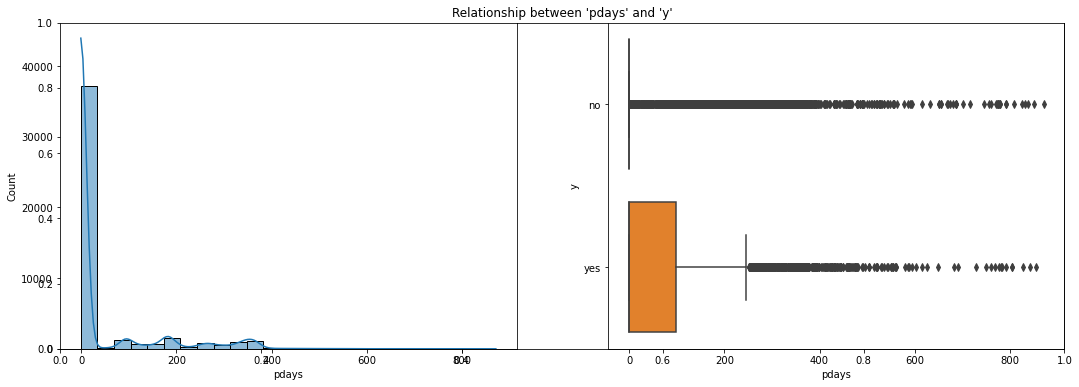 Relationship between 'pdays' and 'y'
1.0
40000
0.8
30000
0.6
Count
20000
0.4
10000
0.2
0.0 0
0.0 0 200 0.2 400 600 0.4 800
pdays
no
y
yes
0 0.6 200 400 0.8 600 800 1.0
pdays